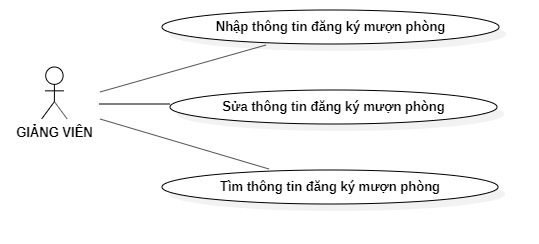 Nhập thông tin đăng ký mượn phòng
GIẢNG VIÊN
Sửa thông tin đăng ký mượn phòng
Tìm thông tin đăng ký mượn phòng